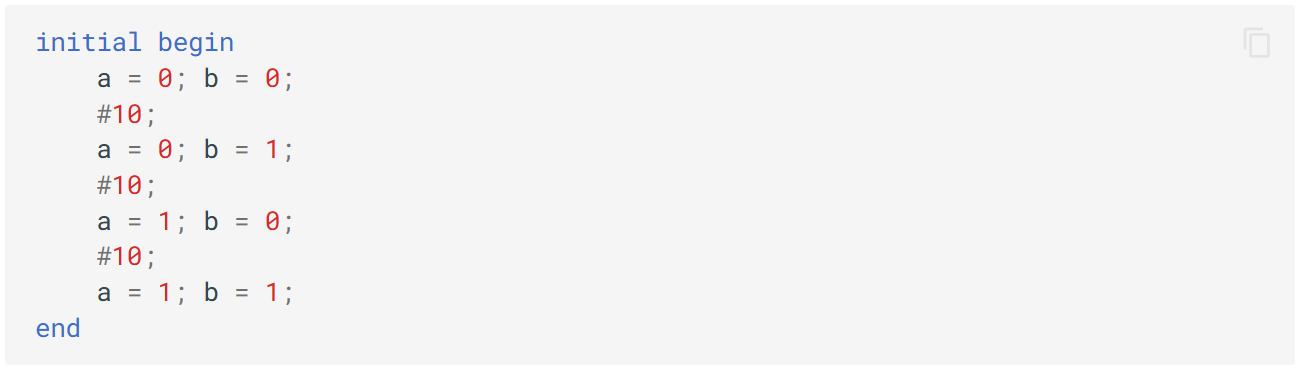 initial begin
    a = 0; b = 0;
    #10;
    a = 0; b = 1;
    #10;
    a = 1; b = 0;
    #10;
    a = 1; b = 1;
end